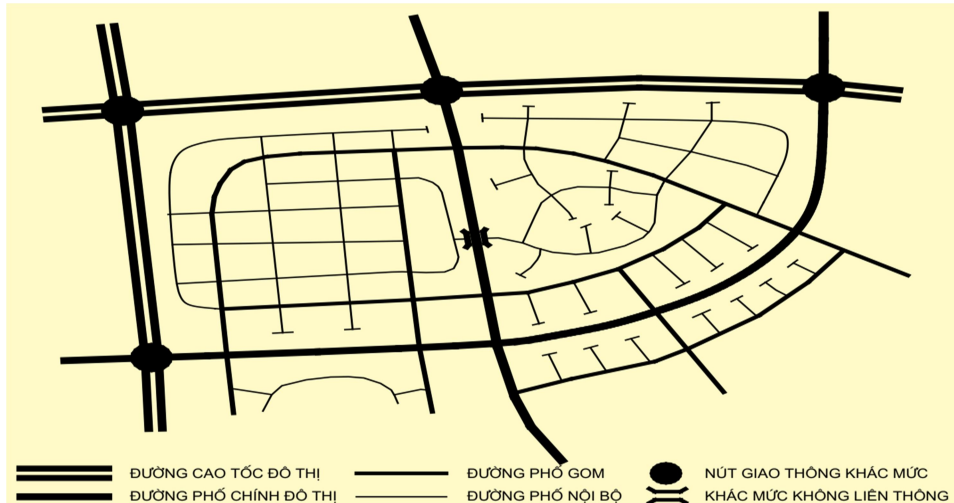 ĐƯỜNG CAO TỐC ĐÔ THỊ
ĐƯỜNG PHỐ GOM
NÚT GIAO THÔNG KHÁC MỨC
ĐƯỜNG PHỐ CHÍNH ĐÔ THỊ
ĐƯỜNG PHỐ NỘI BỘ
KHÁC MỨC KHÔNG LIÊN THÔNG